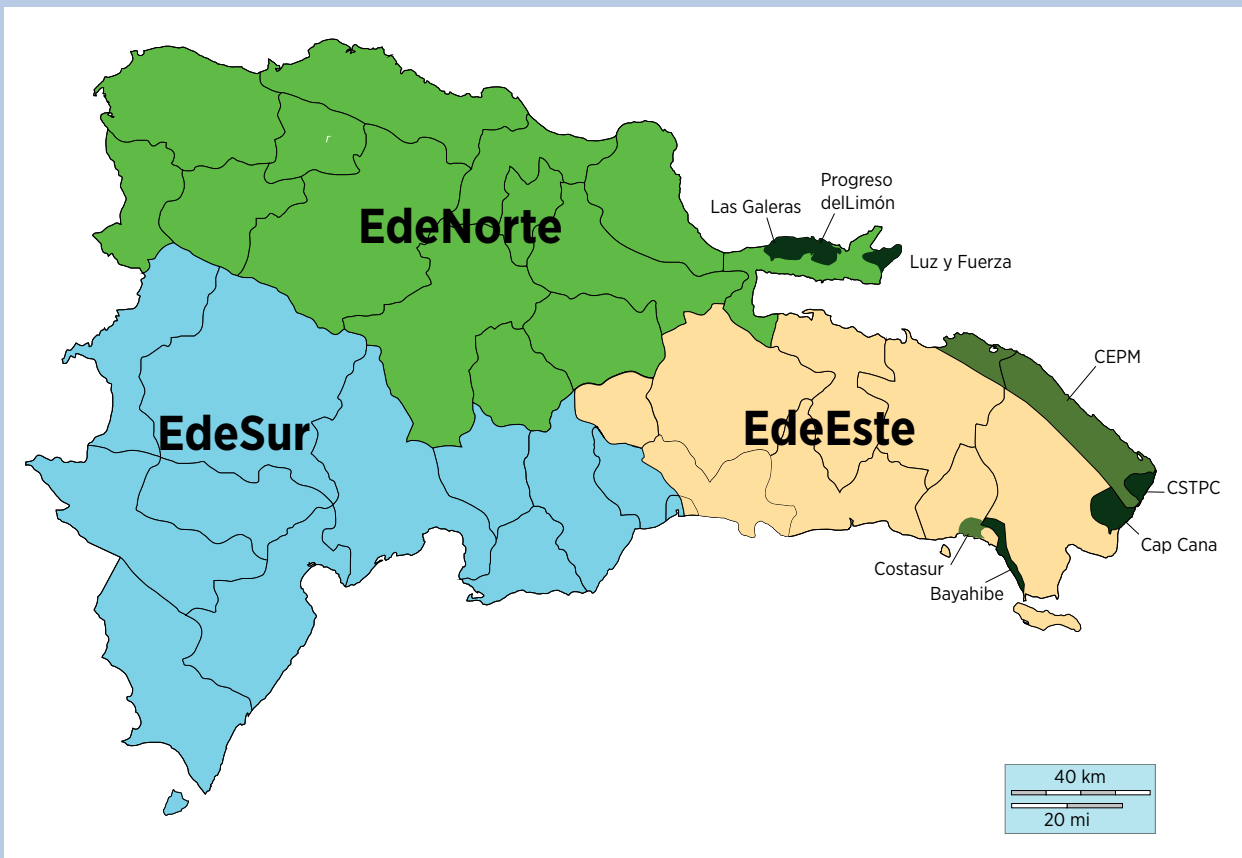 r
EdeNorte
Progreso
delLimón
Las Galeras
Luz y Fuerza
CEPM
EdeSur
EdeEste
CSTPC
Cap Cana
Costasur
Bayahibe
40 km
20 mi